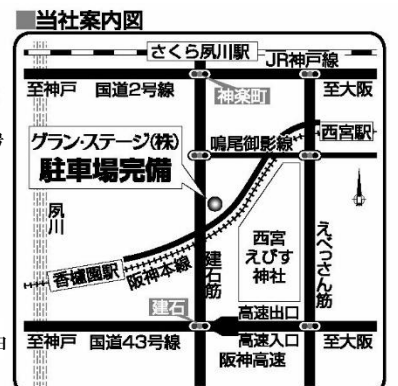 ■当社案内図
さくら夙川駅
JR神戸線
至神戸
国道2号線
神楽町
至大阪
グラン・ステージ(株)
駐車場完備
鳴尾御影線
西宮駅
夙川
香櫨園駅
阪神本線
建石筋
西宮
えびす
神社
えべっさん筋
建石
高速出口
至神戸
国道43号線
高速入口
至大阪
阪神高速